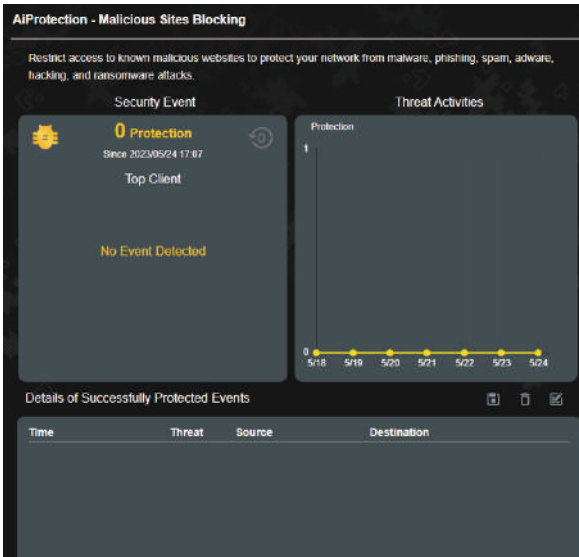 AiProtection - Malicious Sites Blocking
Restrict access to known malicious websites to protect your network from malware, phishing, spam, adware,
hacking, and ransomware attacks.
Security Event
0 Protection
Since 2023/05/24 17:07
Top Client
No Event Detected
Threat Activities
Protection
1
0
5/18 5/19 5/20 5/21 5/22 5/23 5/24
Details of Successfully Protected Events
Time Threat Source Destination